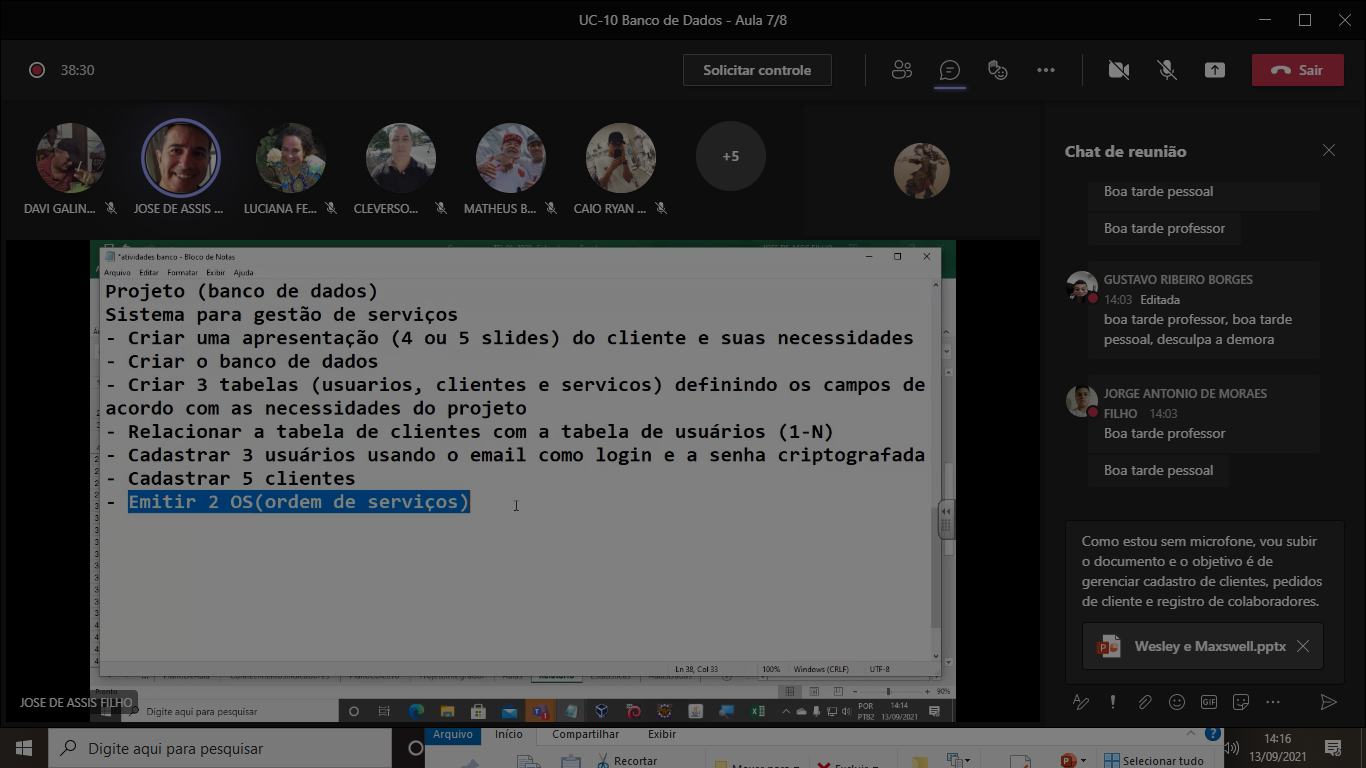 UC-10 Banco de Dados - Aula 7/8
38:30
Solicitar controle
Sair
+5
DAVI GALIN...
JOSE DE ASSIS ...
LUCIANA FE...
CLEVERSO...
MATHEUS B...
CAIO RYAN ...
*atividades banco - Bloco de Notas
Arquivo Editar Formatar Exibir Ajuda
Projeto (banco de dados)
Sistema para gestão de serviços
- Criar uma apresentação (4 ou 5 slides) do cliente e suas necessidades
- Criar o banco de dados
- Criar 3 tabelas (usuarios, clientes e servicos) definindo os campos de
acordo com as necessidades do projeto
- Relacionar a tabela de clientes com a tabela de usuários (1-N)
- Cadastrar 3 usuários usando o email como login e a senha criptografada
- Cadastrar 5 clientes
- Emitir 2 OS(ordem de serviços)
Ln 38, Col 33 100% Windows (CRLF) UTF-8
90%
JOSE DE ASSIS FILHO
Digite aqui para pesquisar
POR
PTB2
14:14
13/09/2021
Chat de reunião
Boa tarde pessoal
Boa tarde professor
GUSTAVO RIBEIRO BORGES
14:03 Editada
boa tarde professor, boa tarde
pessoal, desculpa a demora
JORGE ANTONIO DE MORAES
FILHO 14:03
Boa tarde professor
Boa tarde pessoal
Como estou sem microfone, vou subir
o documento e o objetivo é de
gerenciar cadastro de clientes, pedidos
de cliente e registro de colaboradores.
Wesley e Maxswell.pptx
GIF
Digite aqui para pesquisar
Arquivo Início Compartilhar Exibir
Recortar
Selecionar tudo
14:16
13/09/2021